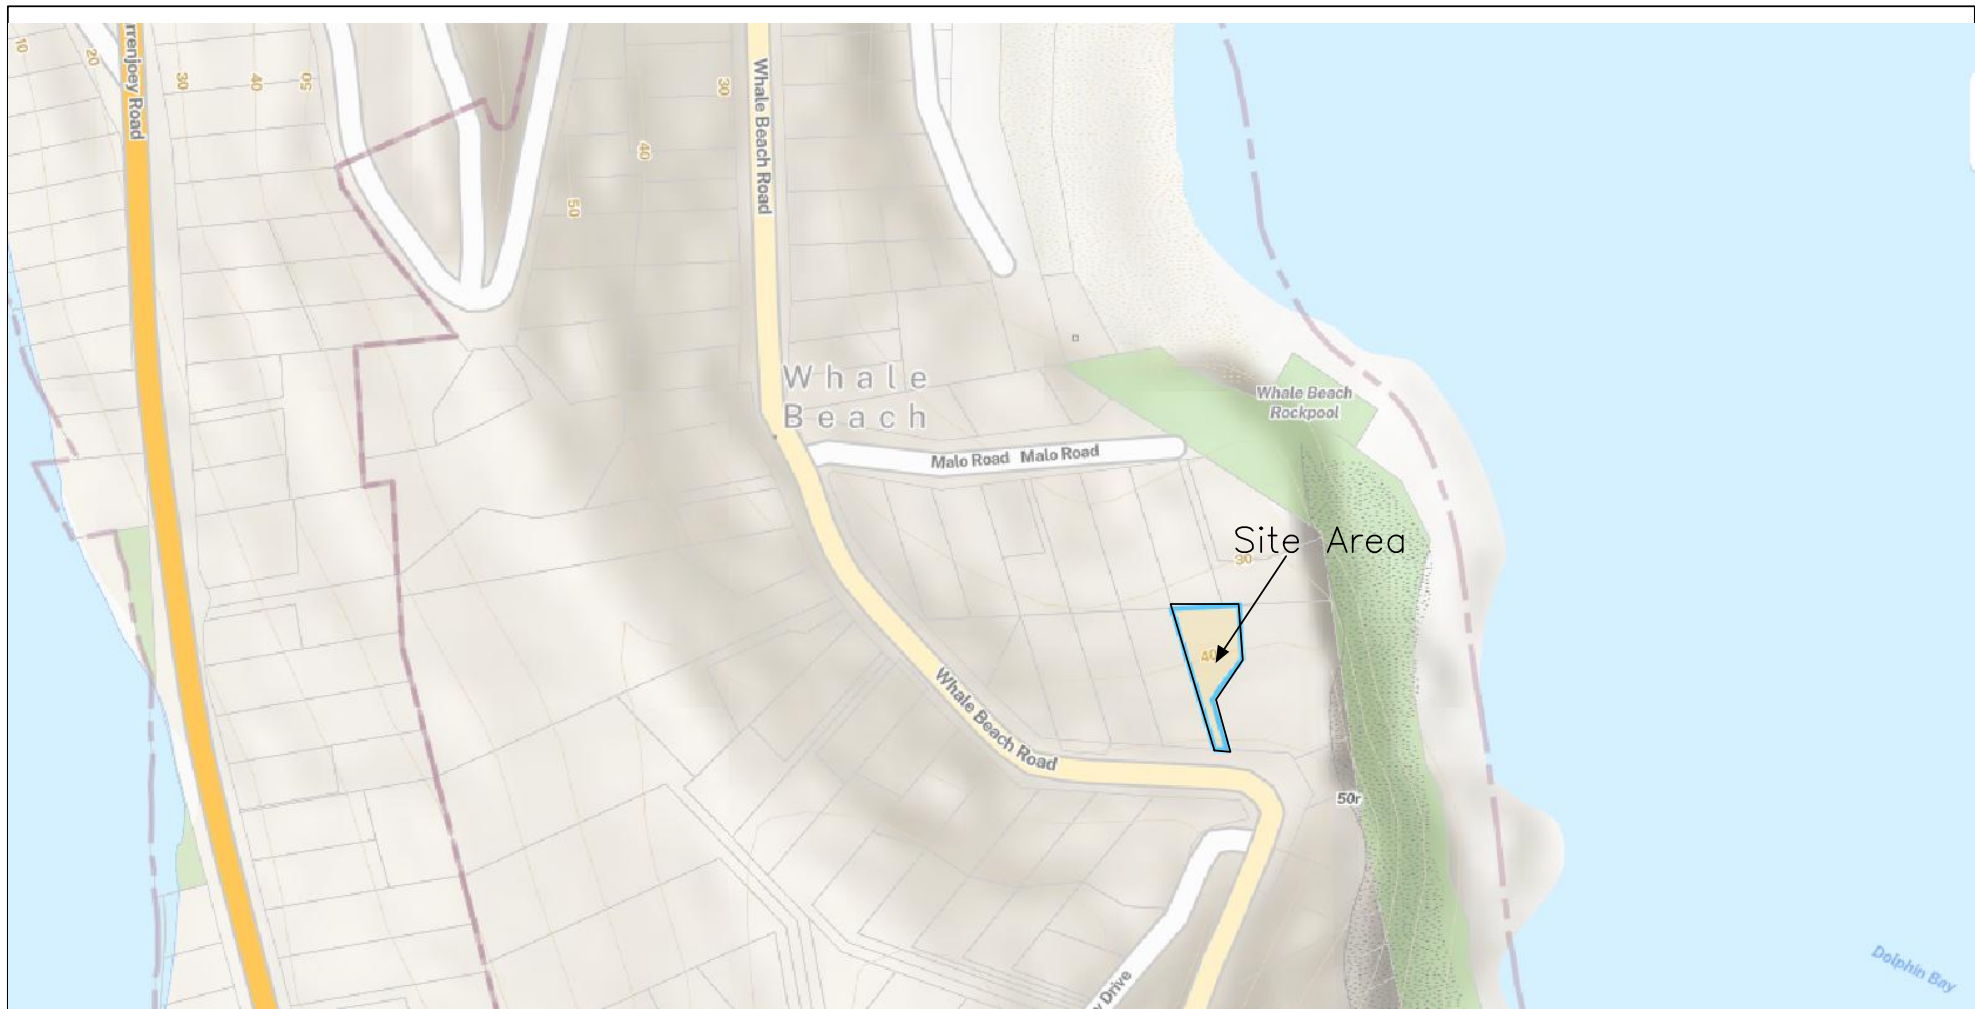 10
20
30
40
50
rrenjoey Road
30
Whale Beach Road
40
50
Whale
Beach
Whale Beach
Rockpool
Malo Road Malo Road
Site Area
30
40
Whale Beach Road
50r
Dolphin Bay
y Drive